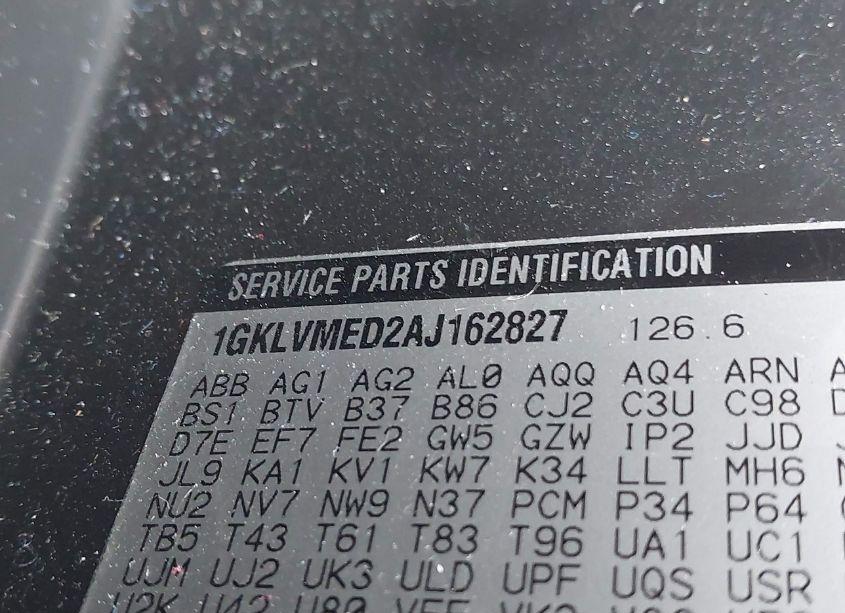 SERVICE PARTS IDENTIFICATION
1GKLVMED2AJ162827 126.6
ABB AG1 AG2 AL0 AQQ AQ4 ARN
BS1 BTV B37 B86 CJ2 C3U C98
D7E EF7 FE2 GW5 GZW IP2 JJD
JL9 KA1 KV1 KW7 K34 LLT MH6
NU2 NV7 NW9 N37 PCM P34 P64
TB5 T43 T61 T83 T96 UA1 UC1
UJM UJ2 UK3 ULD UPF UQS USR